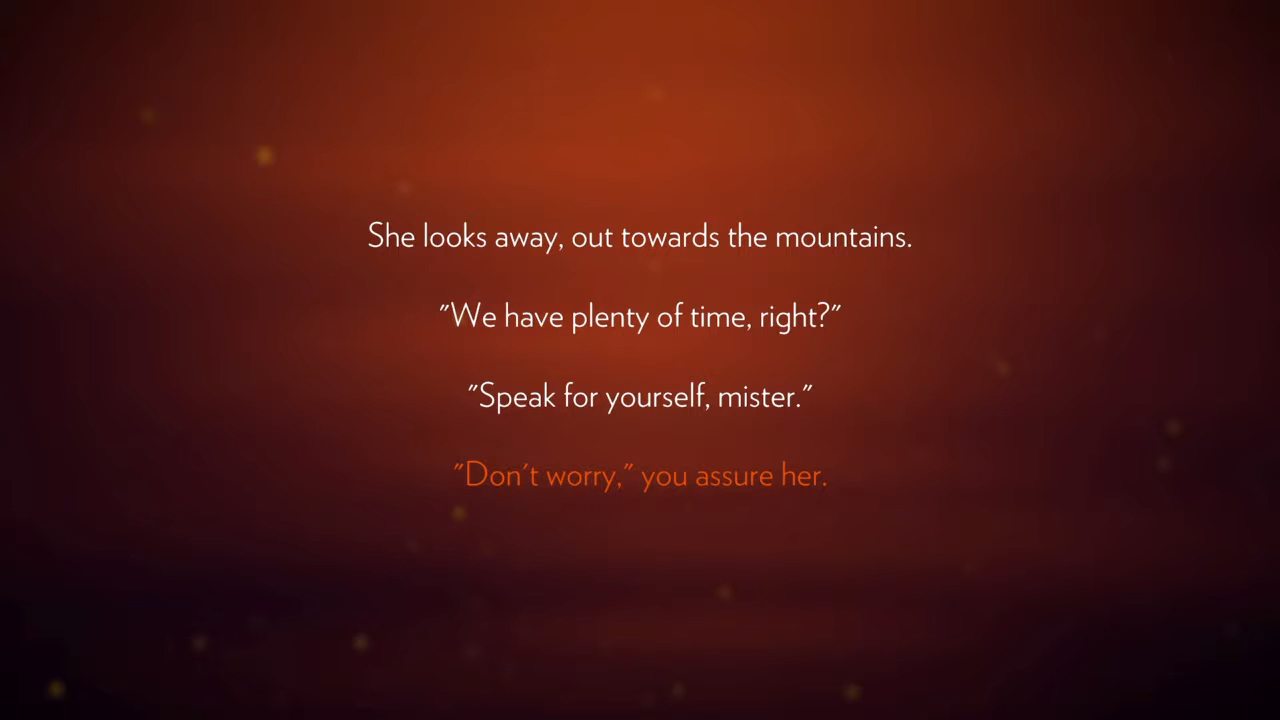 She looks away, out towards the mountains.
"We have plenty of time, right?"
"Speak for yourself, mister."
"Don't worry," you assure her.